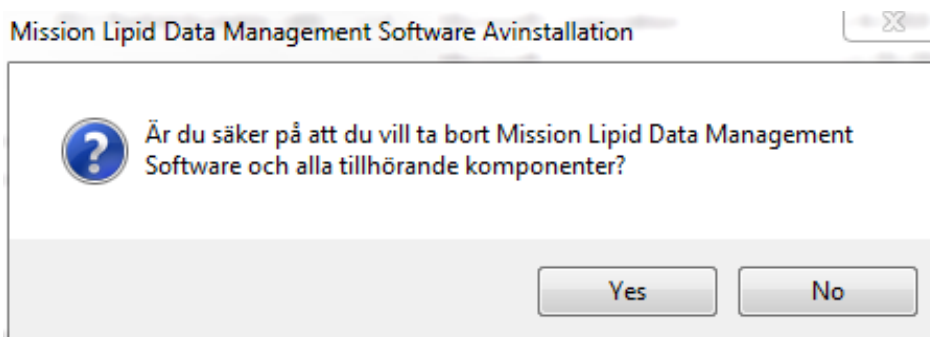 Mission Lipid Data Management Software Avinstallation
Är du säker på att du vill ta bort Mission Lipid Data Management
Software och alla tillhörande komponenter?
Yes
No